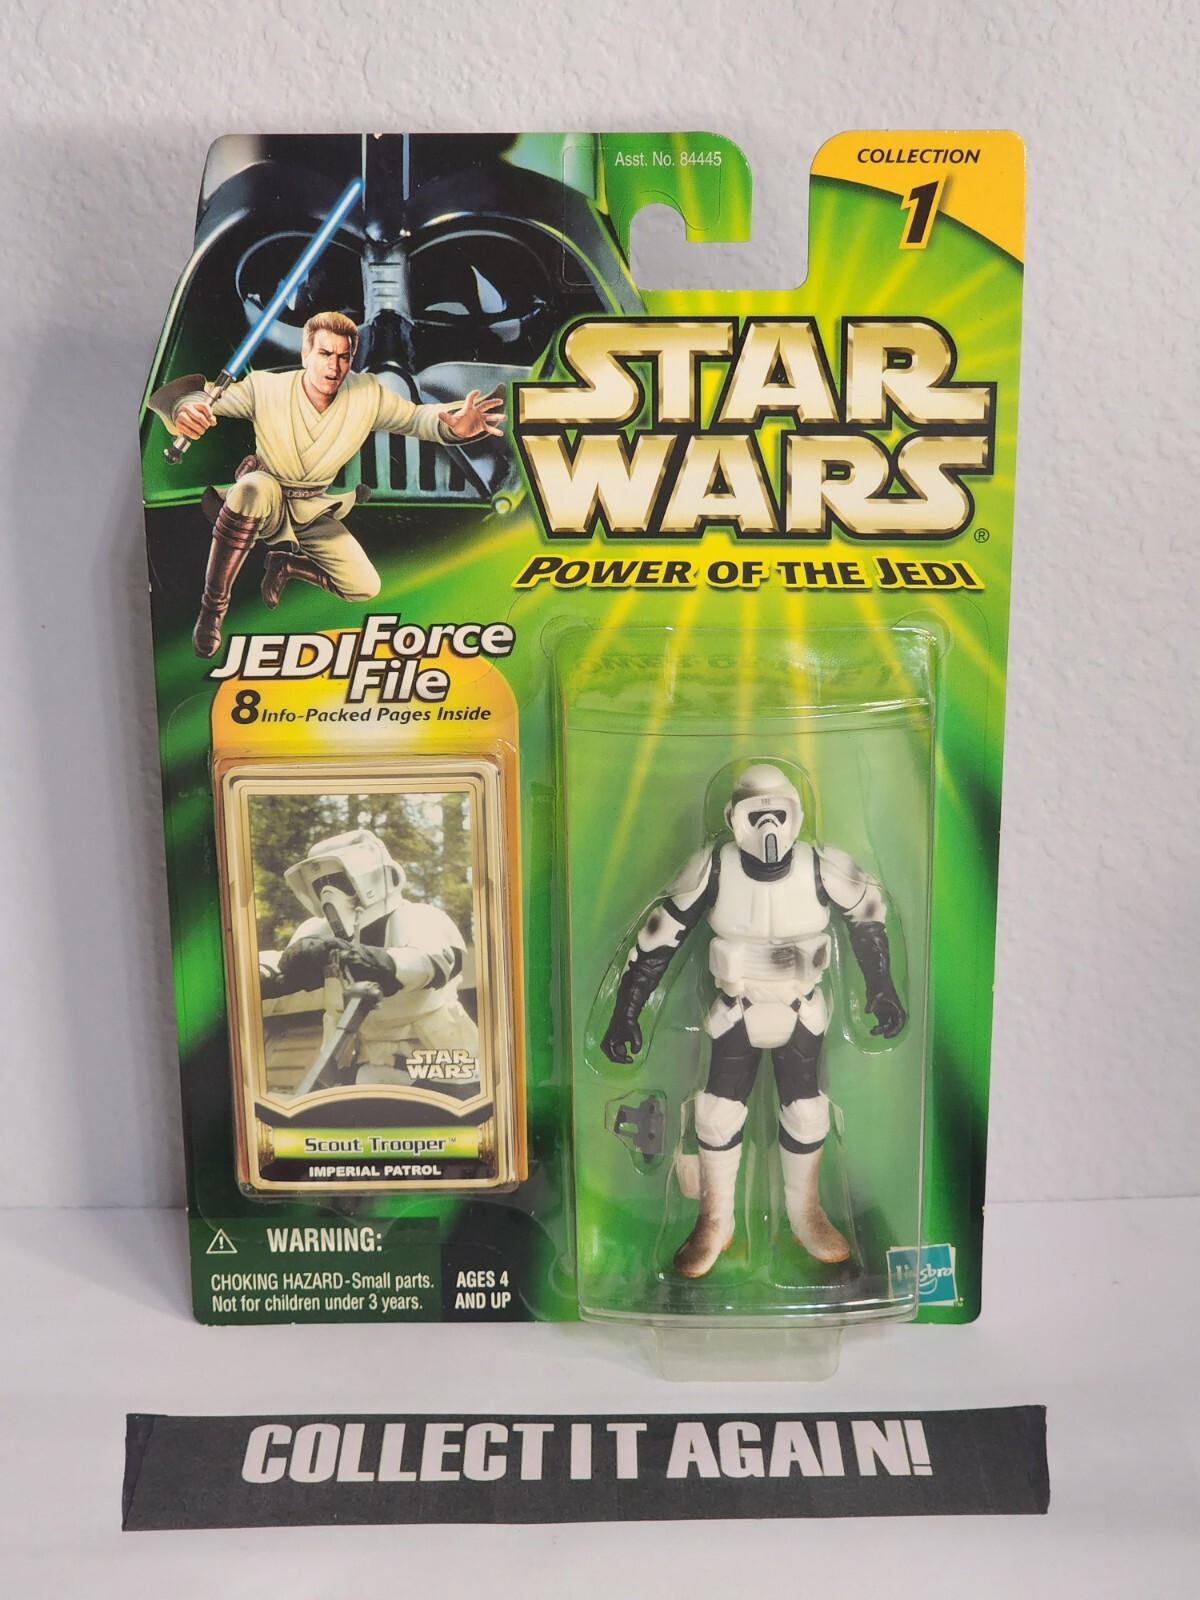 Asst. No. 84445
COLLECTION
1
STAR
WARS®
POWER OF THE JEDI
JEDI Force
File
8 Info-Packed Pages Inside
STAR
WARS
Scout Trooper™
IMPERIAL PATROL
WARNING:
CHOKING HAZARD-Small parts.
Not for children under 3 years.
AGES 4
AND UP
Hasbro
COLLECT IT AGAIN!